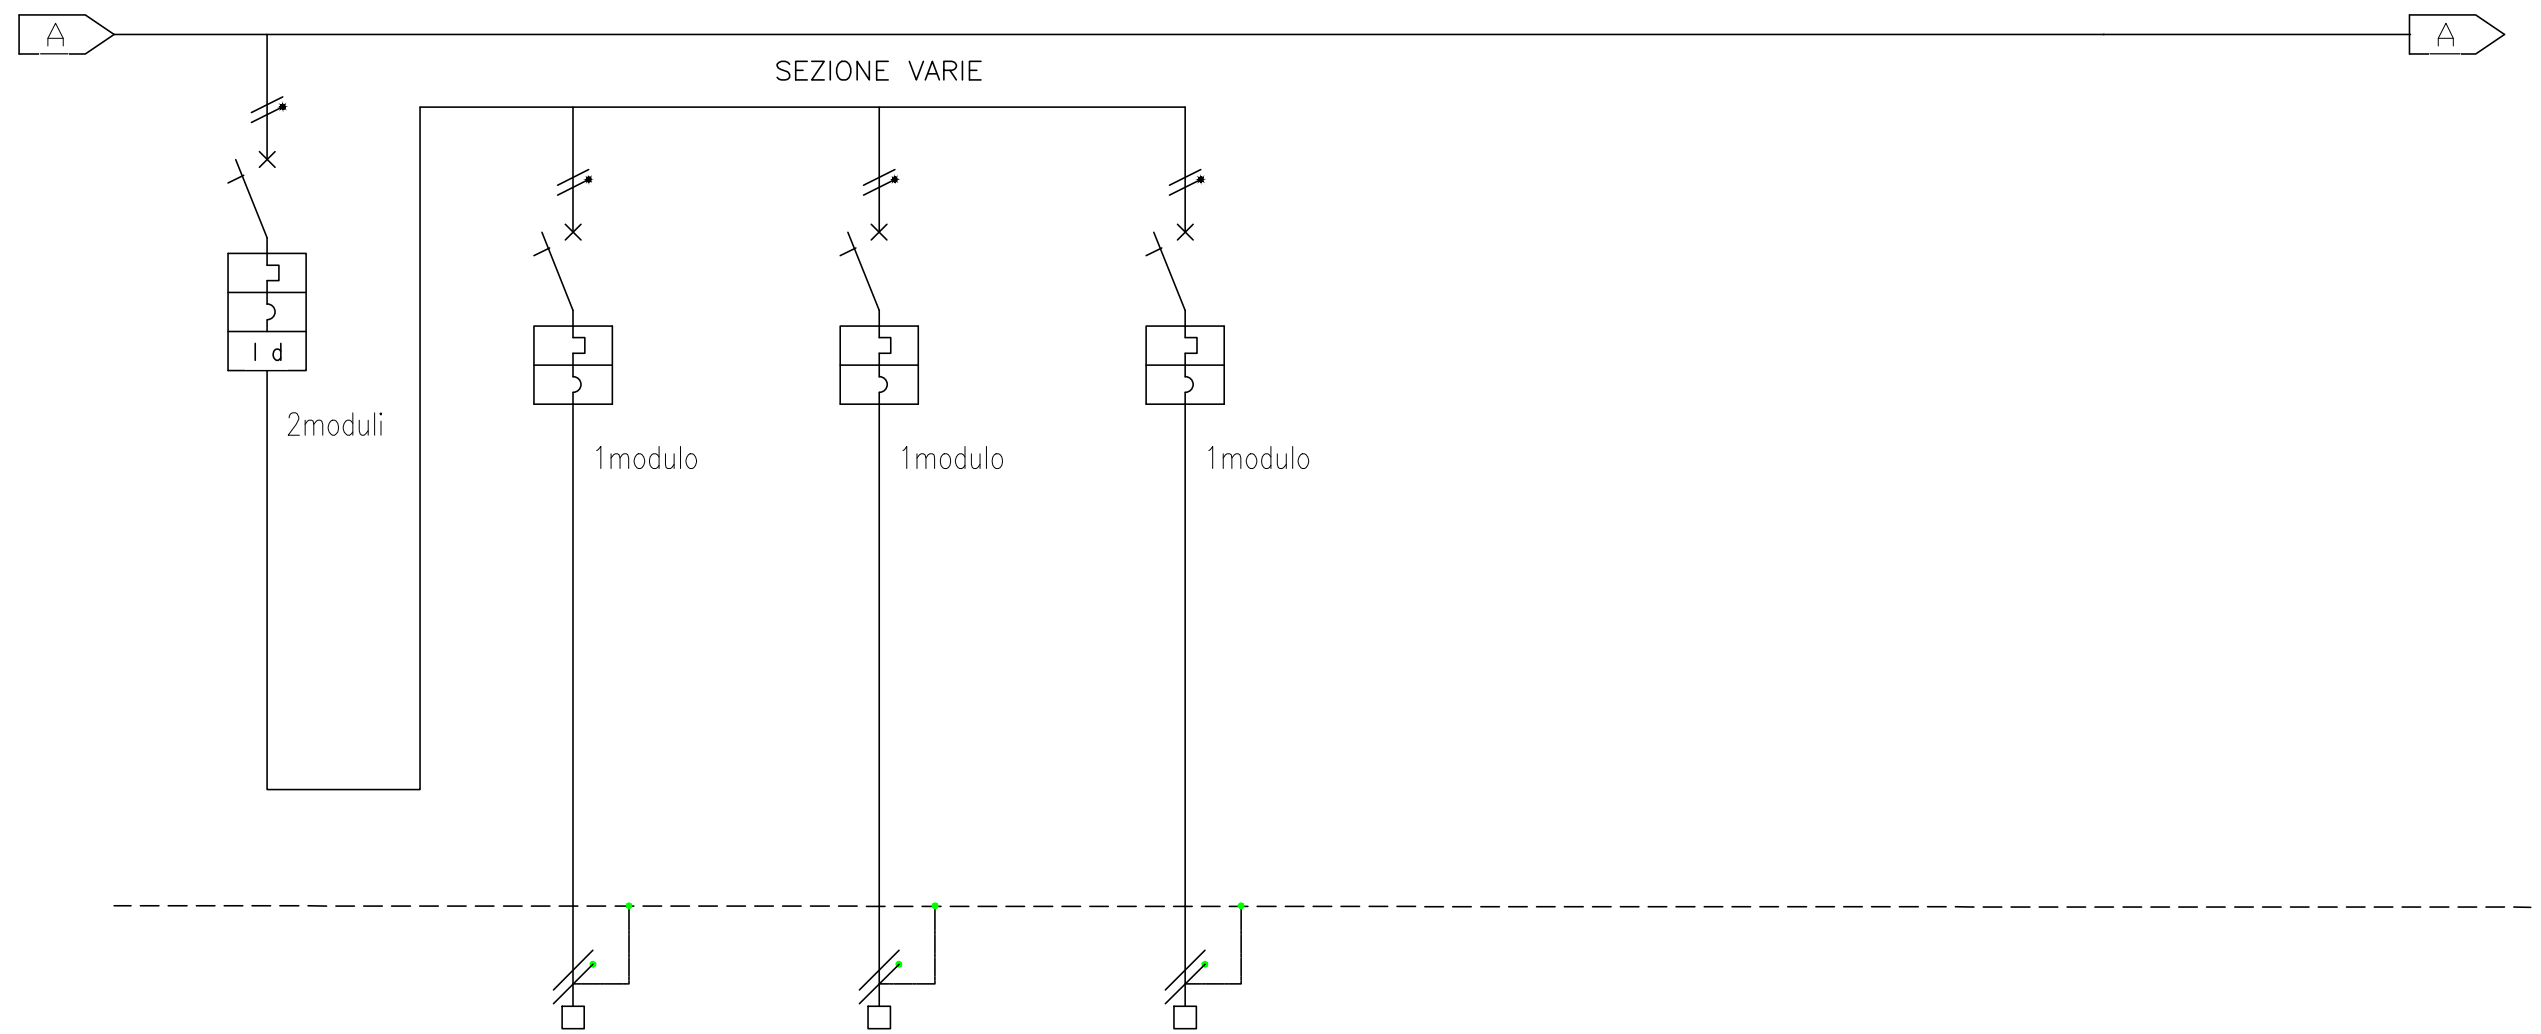 A
A
SEZIONE VARIE
I d
2moduli
1modulo
1modulo
1modulo